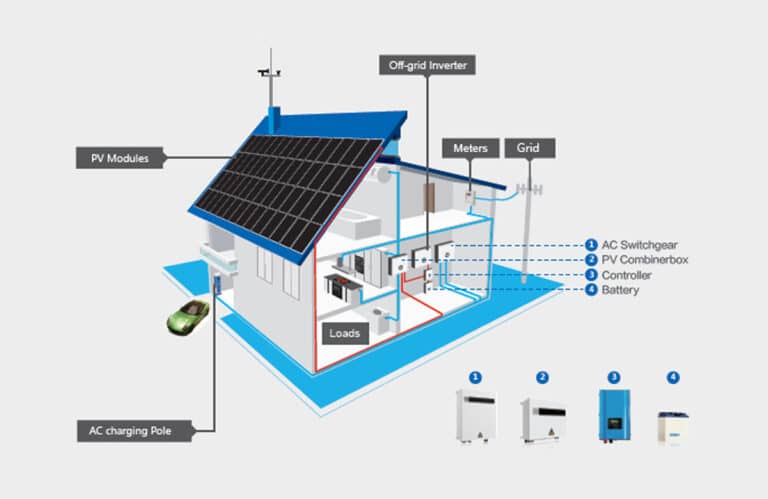 Off-grid Inverter
PV Modules
Meters
Grid
1 AC Switchgear
2 PV Combinerbox
3 Controller
4 Battery
Loads
1
2
3
4
AC charging Pole